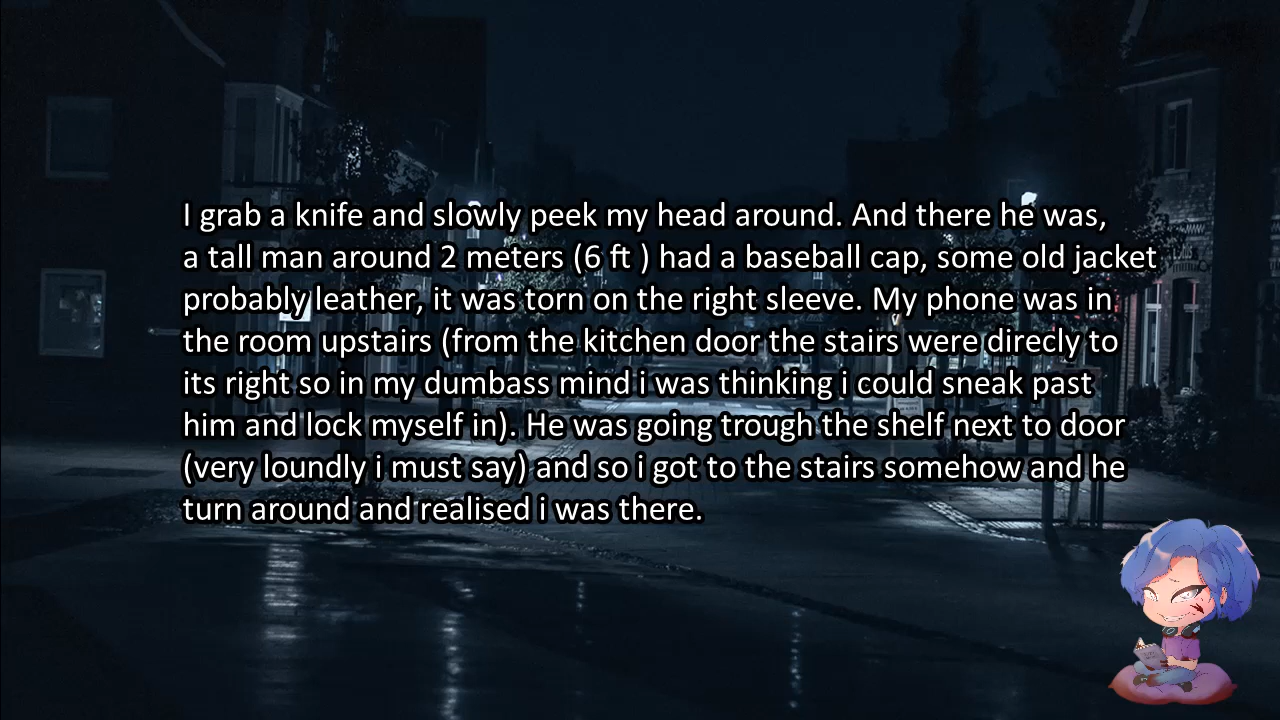 I grab a knife and slowly peek my head around. And there he was,
a tall man around 2 meters (6 ft ) had a baseball cap, some old jacket
probably leather, it was torn on the right sleeve. My phone was in
the room upstairs (from the kitchen door the stairs were direcly to
its right so in my dumbass mind i was thinking i could sneak past
him and lock myself in). He was going trough the shelf next to door
(very loundly i must say) and so i got to the stairs somehow and he
turn around and realised i was there.